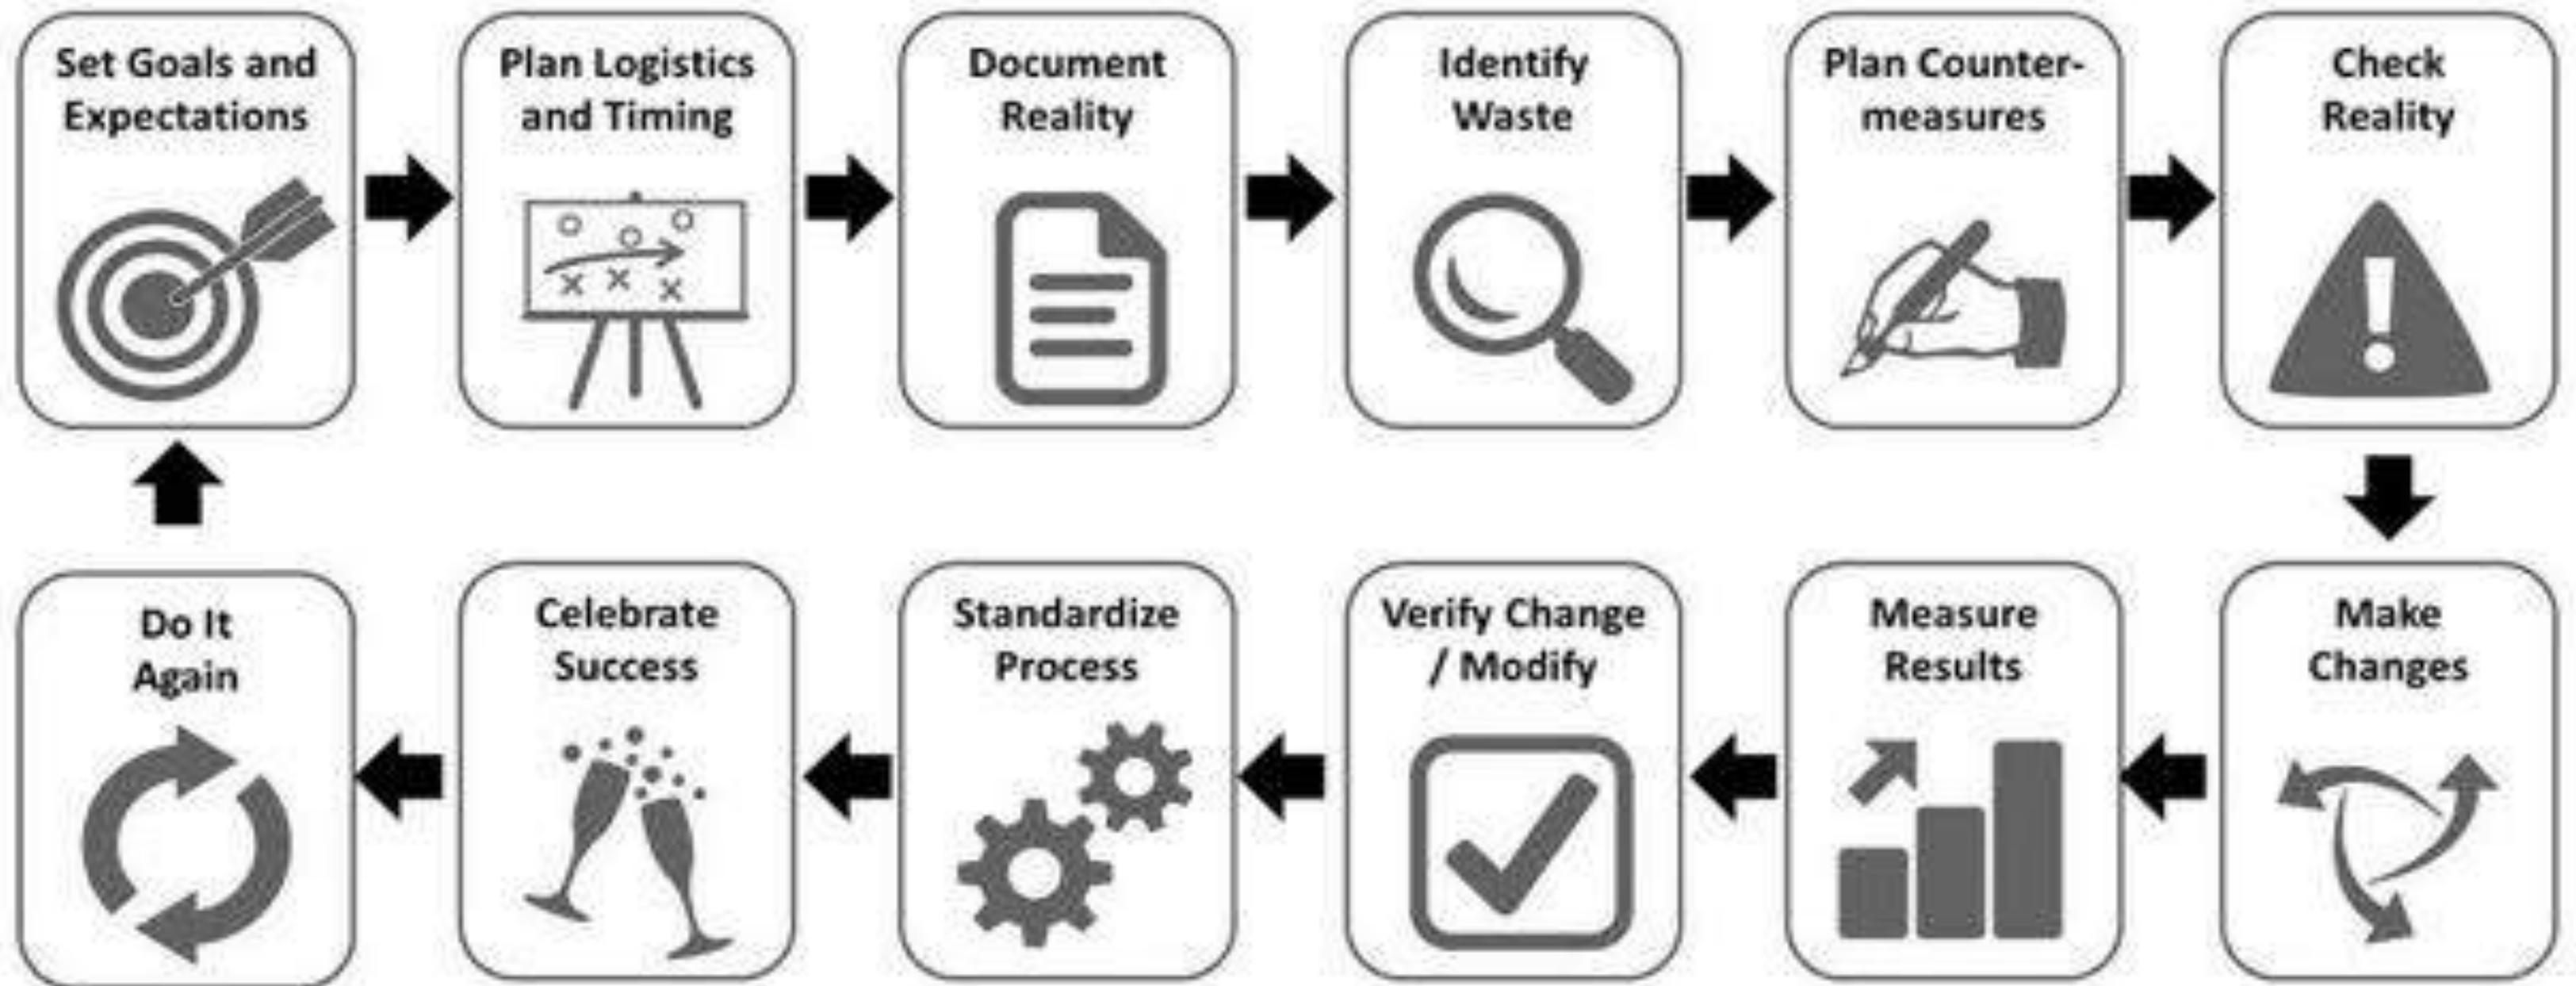 Set Goals and
Expectations
Plan Logistics
and Timing
Document
Reality
Identify
Waste
Plan Counter-
measures
Check
Reality
Make
Changes
Measure
Results
Verify Change
/ Modify
Standardize
Process
Celebrate
Success
Do It
Again